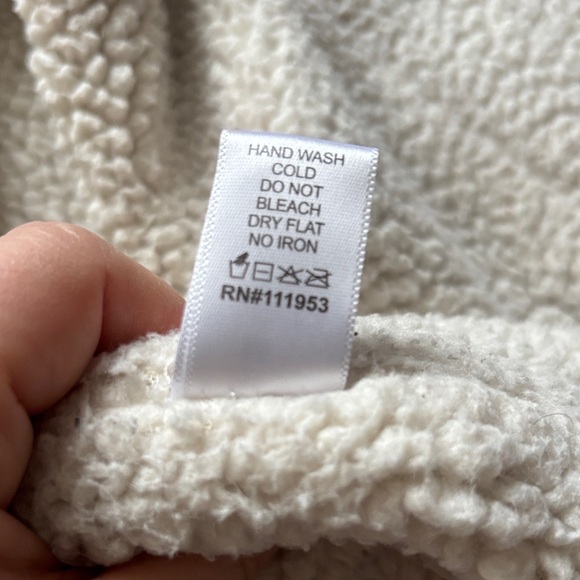 HAND WASH
COLD
DO NOT
BLEACH
DRY FLAT
NO IRON
RN#111953